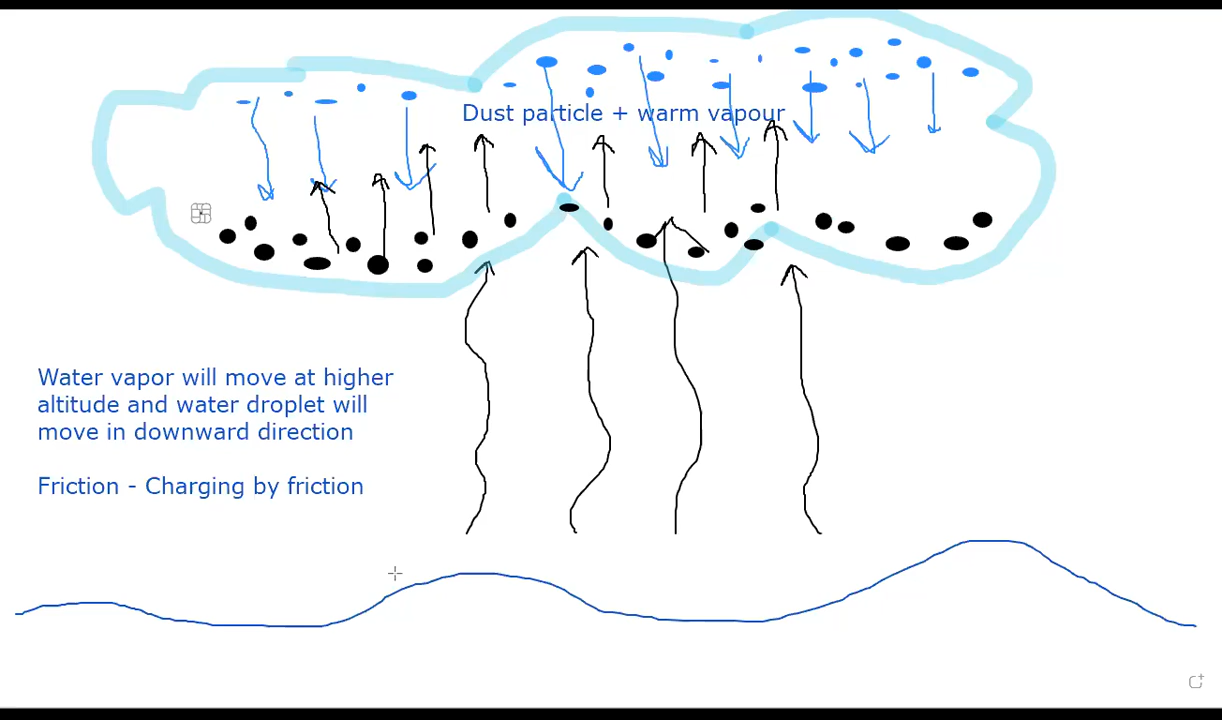 Dust particle + warm vapour
Water vapor will move at higher
altitude and water droplet will
move in downward direction
Friction - Charging by friction